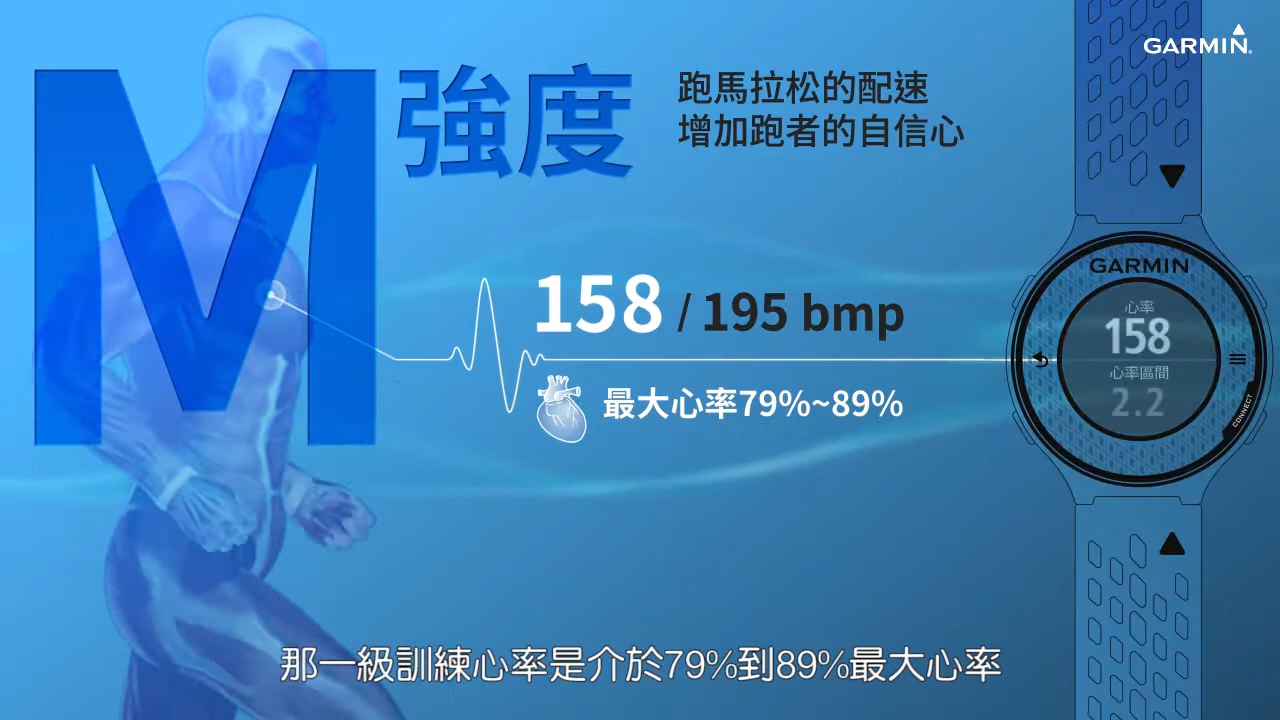 GARMIN
M強度
跑馬拉松的配速
增加跑者的自信心
158 / 195 bmp
最大心率79%~89%
GARMIN
心率
158
心率區間
2.2
CONNECT
那一級訓練心率是介於79%到89%最大心率